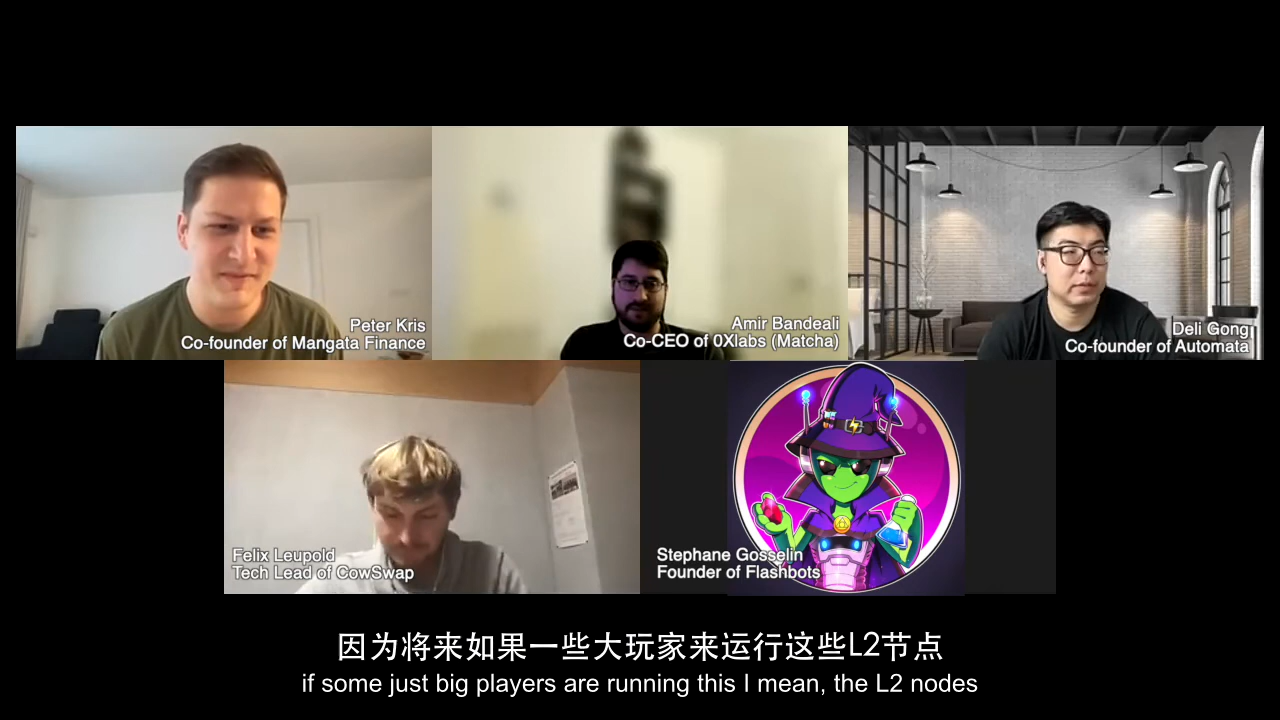 Peter Kris
Co-founder of Mangata Finance
Amir Bandeali
Co-CEO of 0Xlabs (Matcha)
Deli Gong
Co-founder of Automata
Felix Leupold
Tech Lead of CowSwap
Stephane Gosselin
Founder of Flashbots
因为将来如果一些大玩家来运行这些L2节点
if some just big players are running this I mean, the L2 nodes